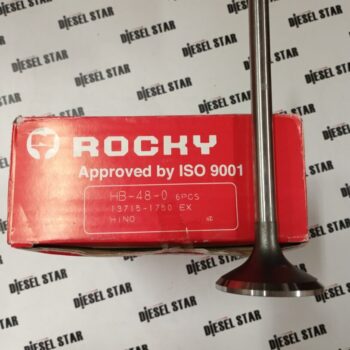 DIESEL STAR
ROCKY
Approved by ISO 9001
HB-48-0 6PCS
13715-1750 EX
HINO